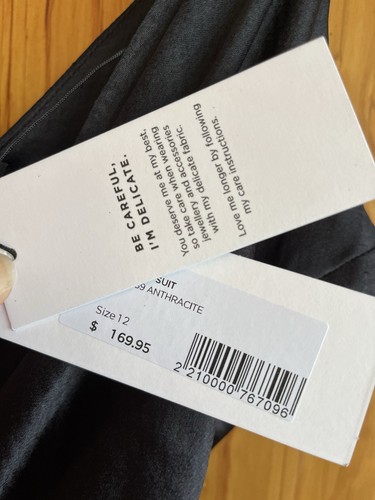 BE CAREFUL,
I'M DELICATE.
You deserve me at my best,
so take care when wearing
jewellery and accessories
with my delicate fabric.
Love me longer by following
my care instructions.
SUIT
39 ANTHRACITE
Size 12
$ 169.95
2 210000 767096